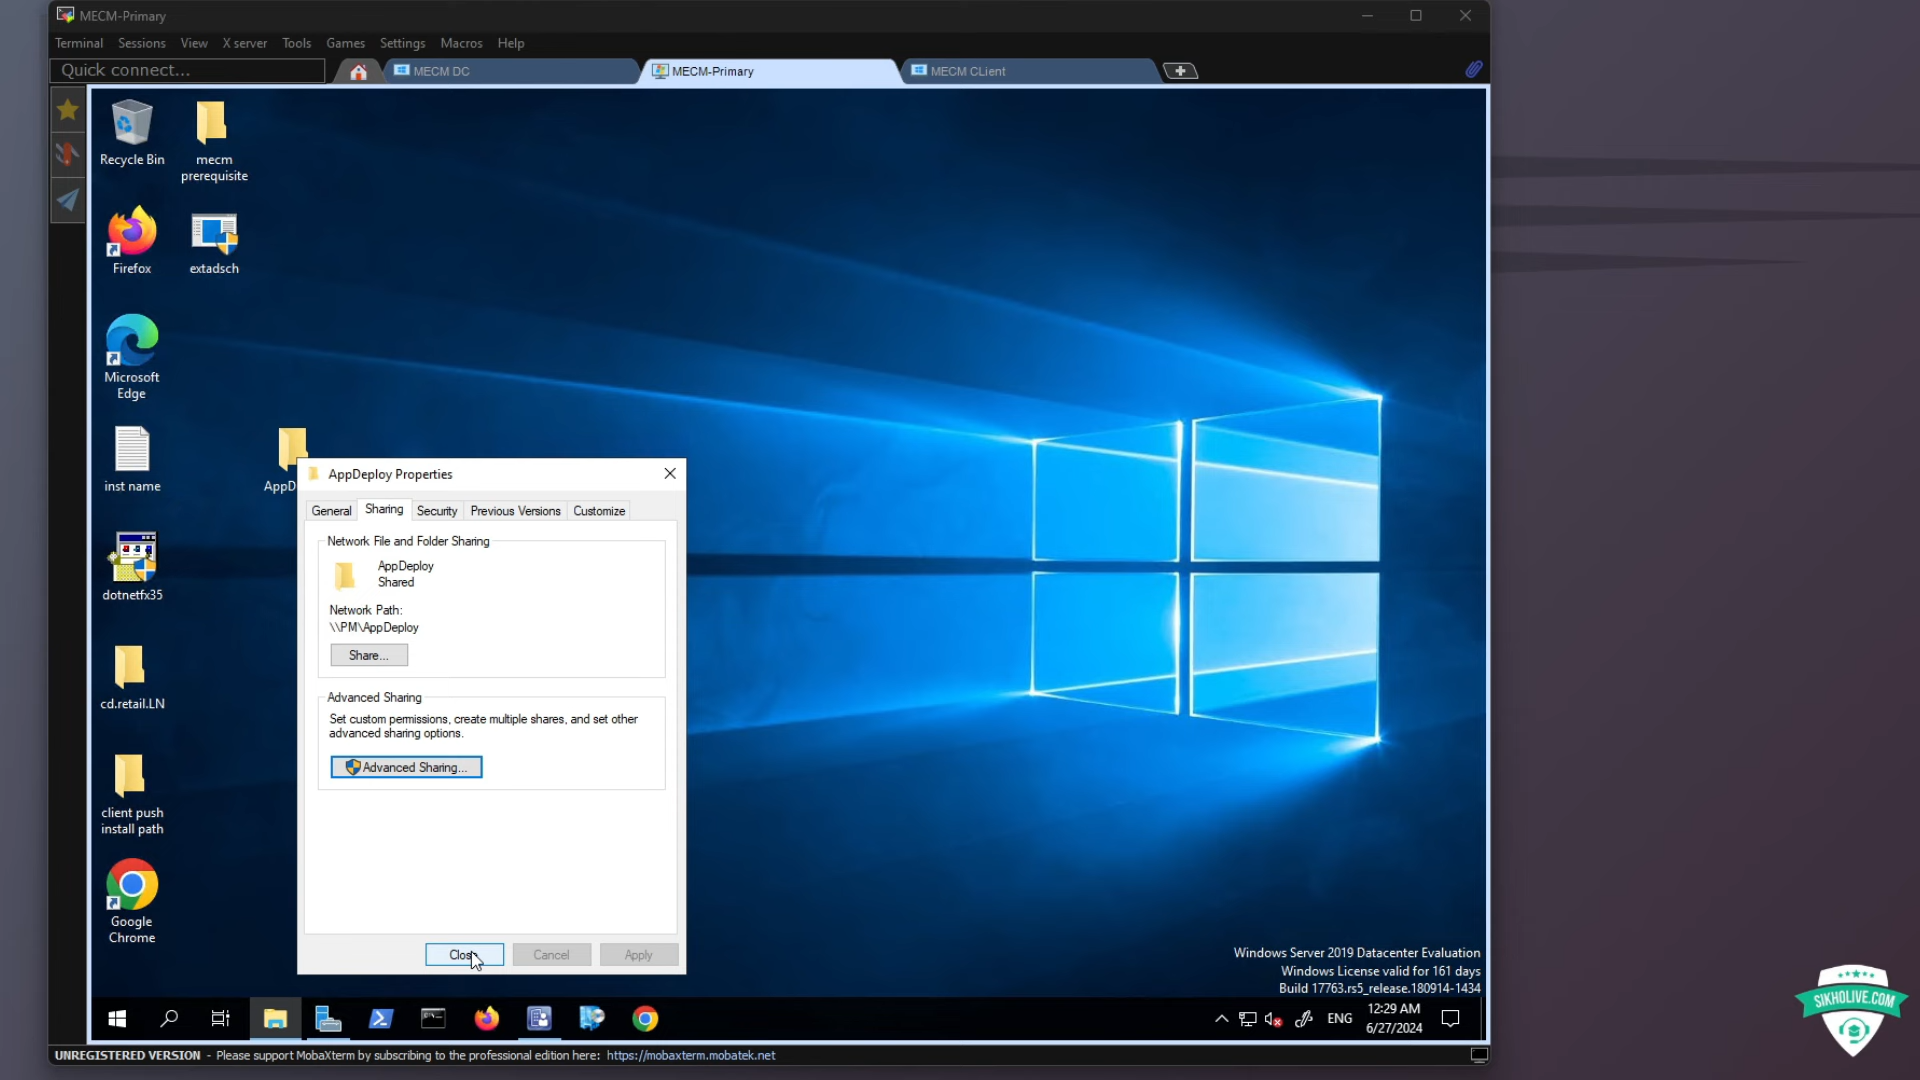 MECM-Primary
Terminal Sessions View X server Tools Games Settings Macros Help
Quick connect...
MECM DC
MECM-Primary
MECM CLient
Recycle Bin
mecm
prerequisite
Firefox
extadsch
Microsoft
Edge
inst name
AppD
dotnetfx35
cd.retail.LN
client push
install path
Google
Chrome
AppDeploy Properties
General Sharing Security Previous Versions Customize
Network File and Folder Sharing
AppDeploy
Shared
Network Path:
\\PM\AppDeploy
Share...
Advanced Sharing
Set custom permissions, create multiple shares, and set other
advanced sharing options.
Advanced Sharing...
Close Cancel Apply
Windows Server 2019 Datacenter Evaluation
Windows License valid for 161 days
Build 17763.rs5_release.180914-1434
ENG
12:29 AM
6/27/2024
UNREGISTERED VERSION - Please support MobaXterm by subscribing to the professional edition here: https://mobaxterm.mobatek.net
SIKHOLIVE.COM